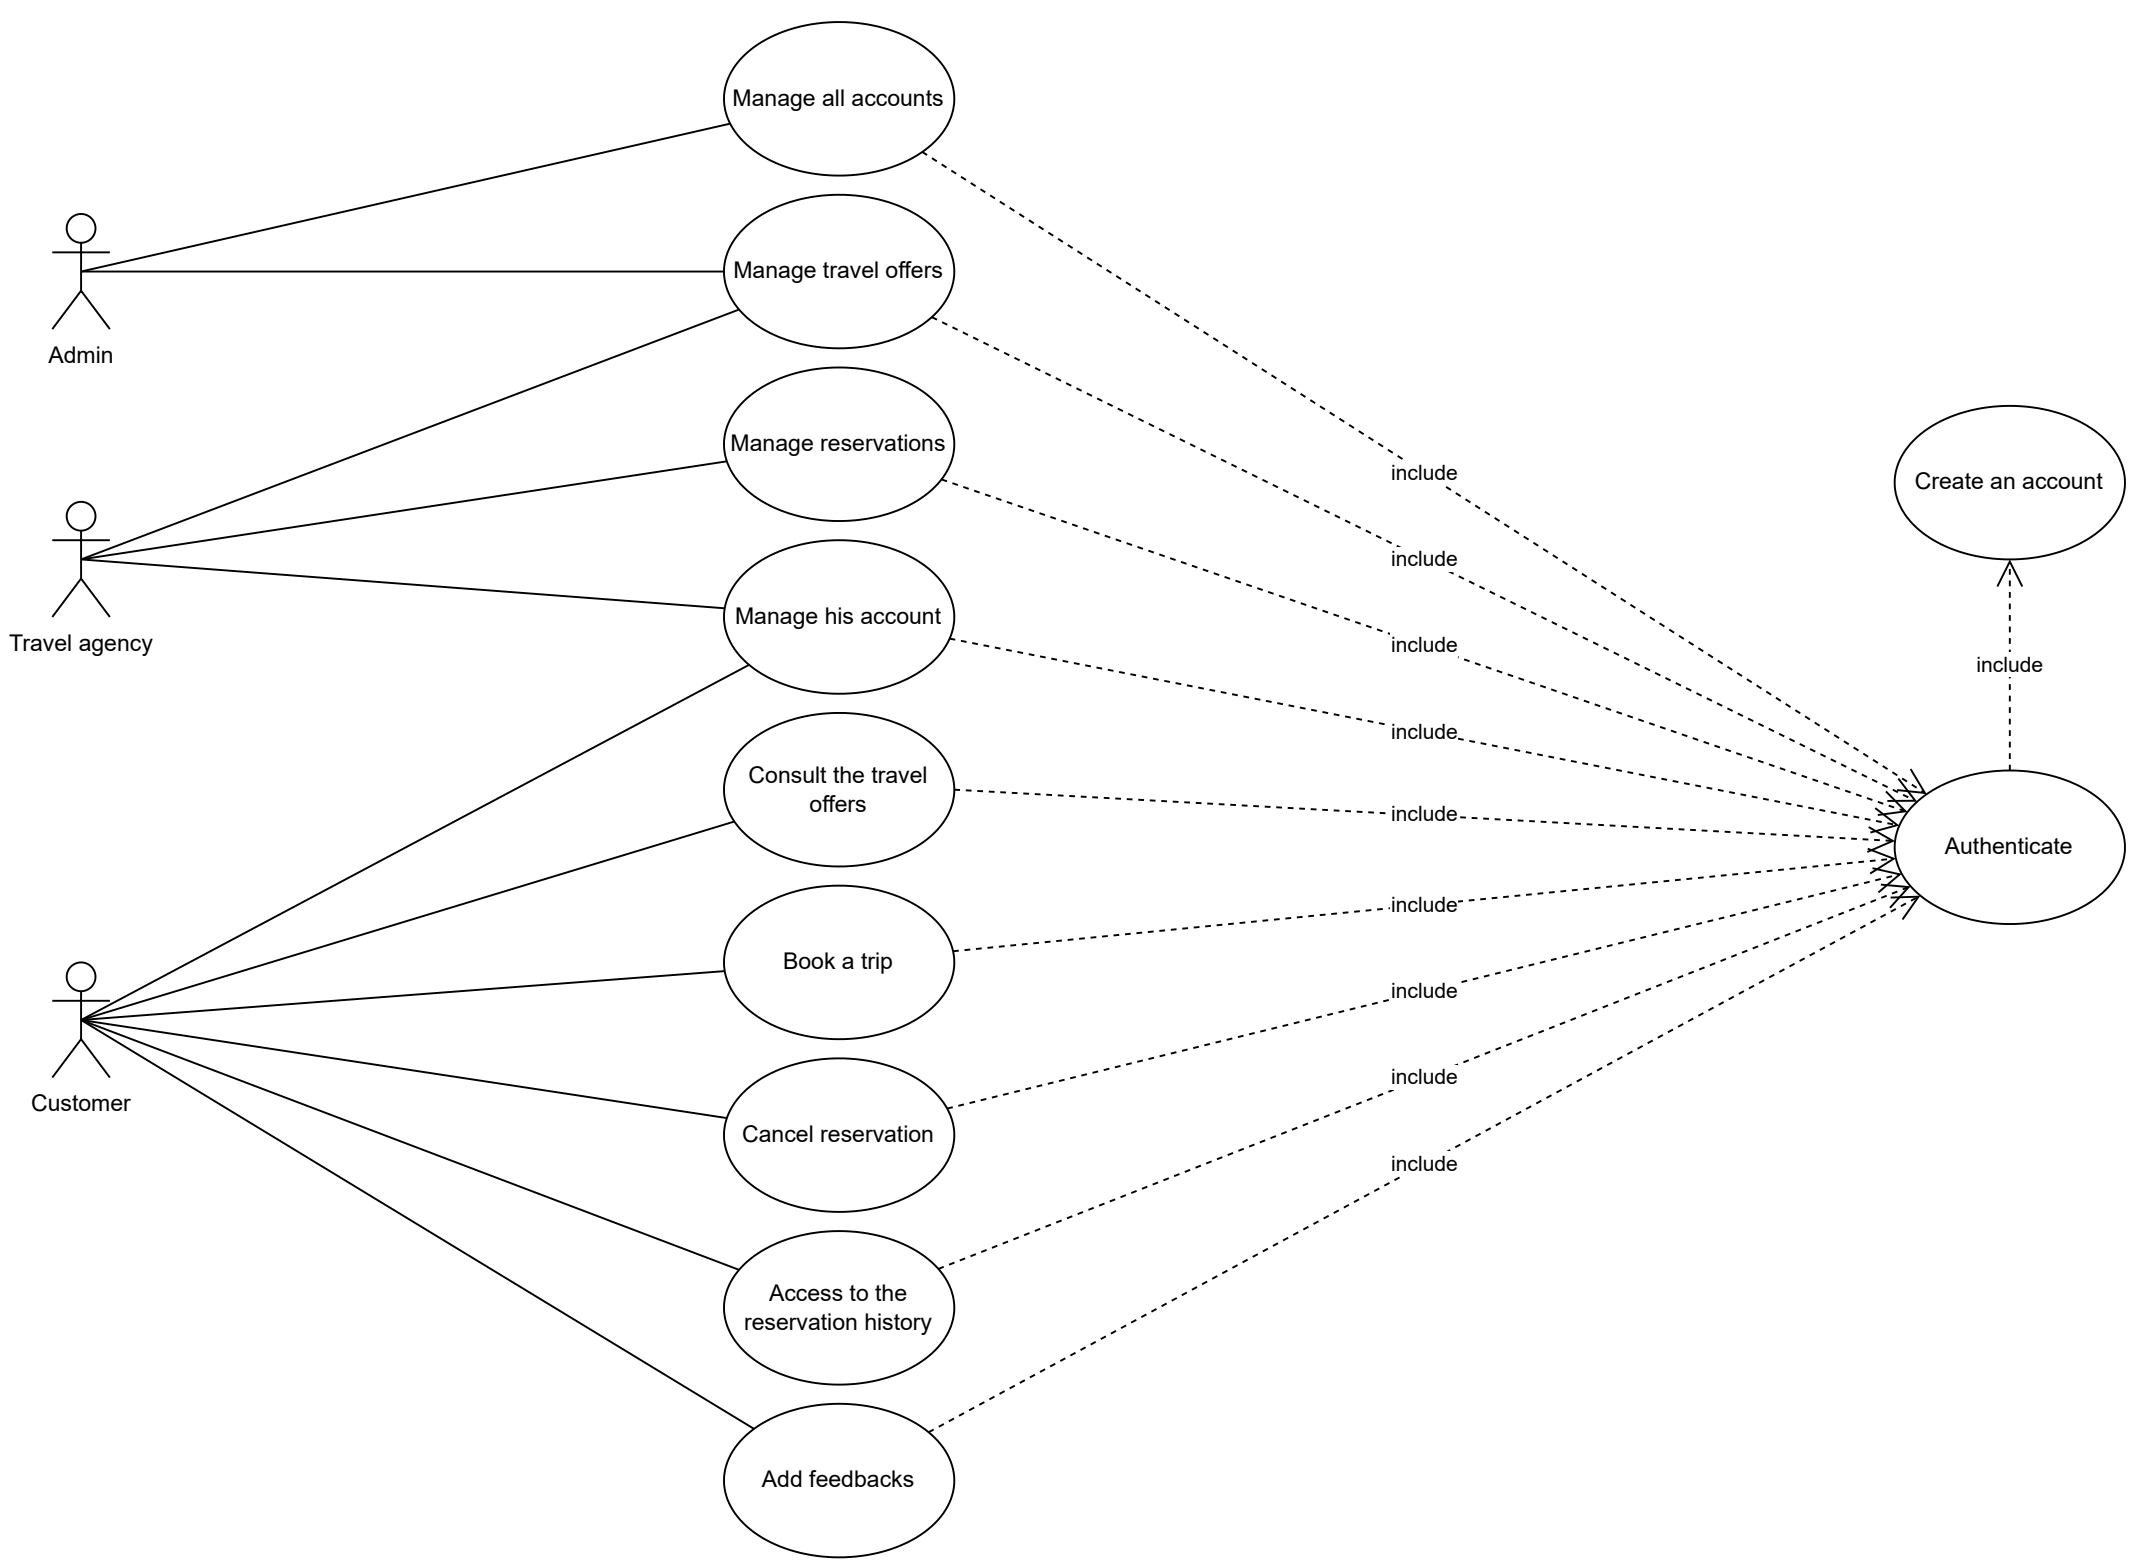 Manage all accounts
Manage travel offers
Admin
Manage reservations
include
Create an account
include
Manage his account
Travel agency
include
include
include
Consult the travel
offers
include
Authenticate
include
Book a trip
include
Customer
include
Cancel reservation
include
Access to the
reservation history
Add feedbacks